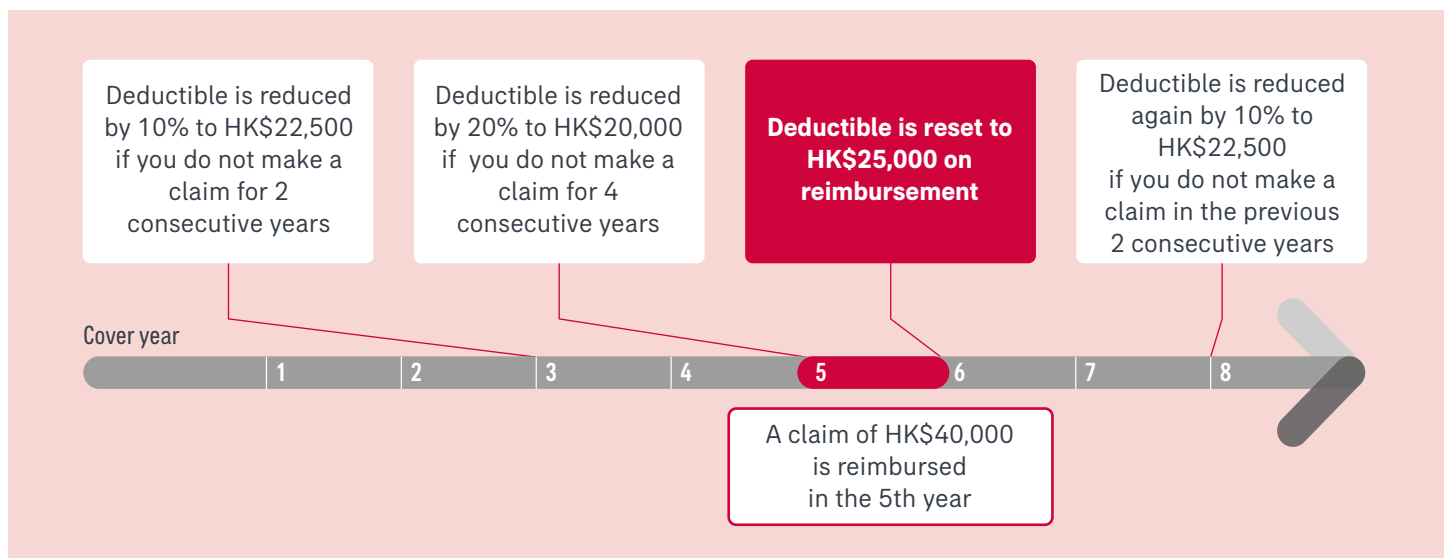 Deductible is reduced
by 10% to HK$22,500
if you do not make a
claim for 2
consecutive years
Deductible is reduced
by 20% to HK$20,000
if you do not make a
claim for 4
consecutive years
Deductible is reset to
HK$25,000 on
reimbursement
Deductible is reduced
again by 10% to
HK$22,500
if you do not make a
claim in the previous
2 consecutive years
Cover year
1 2 3 4 5 6 7 8
A claim of HK$40,000
is reimbursed
in the 5th year